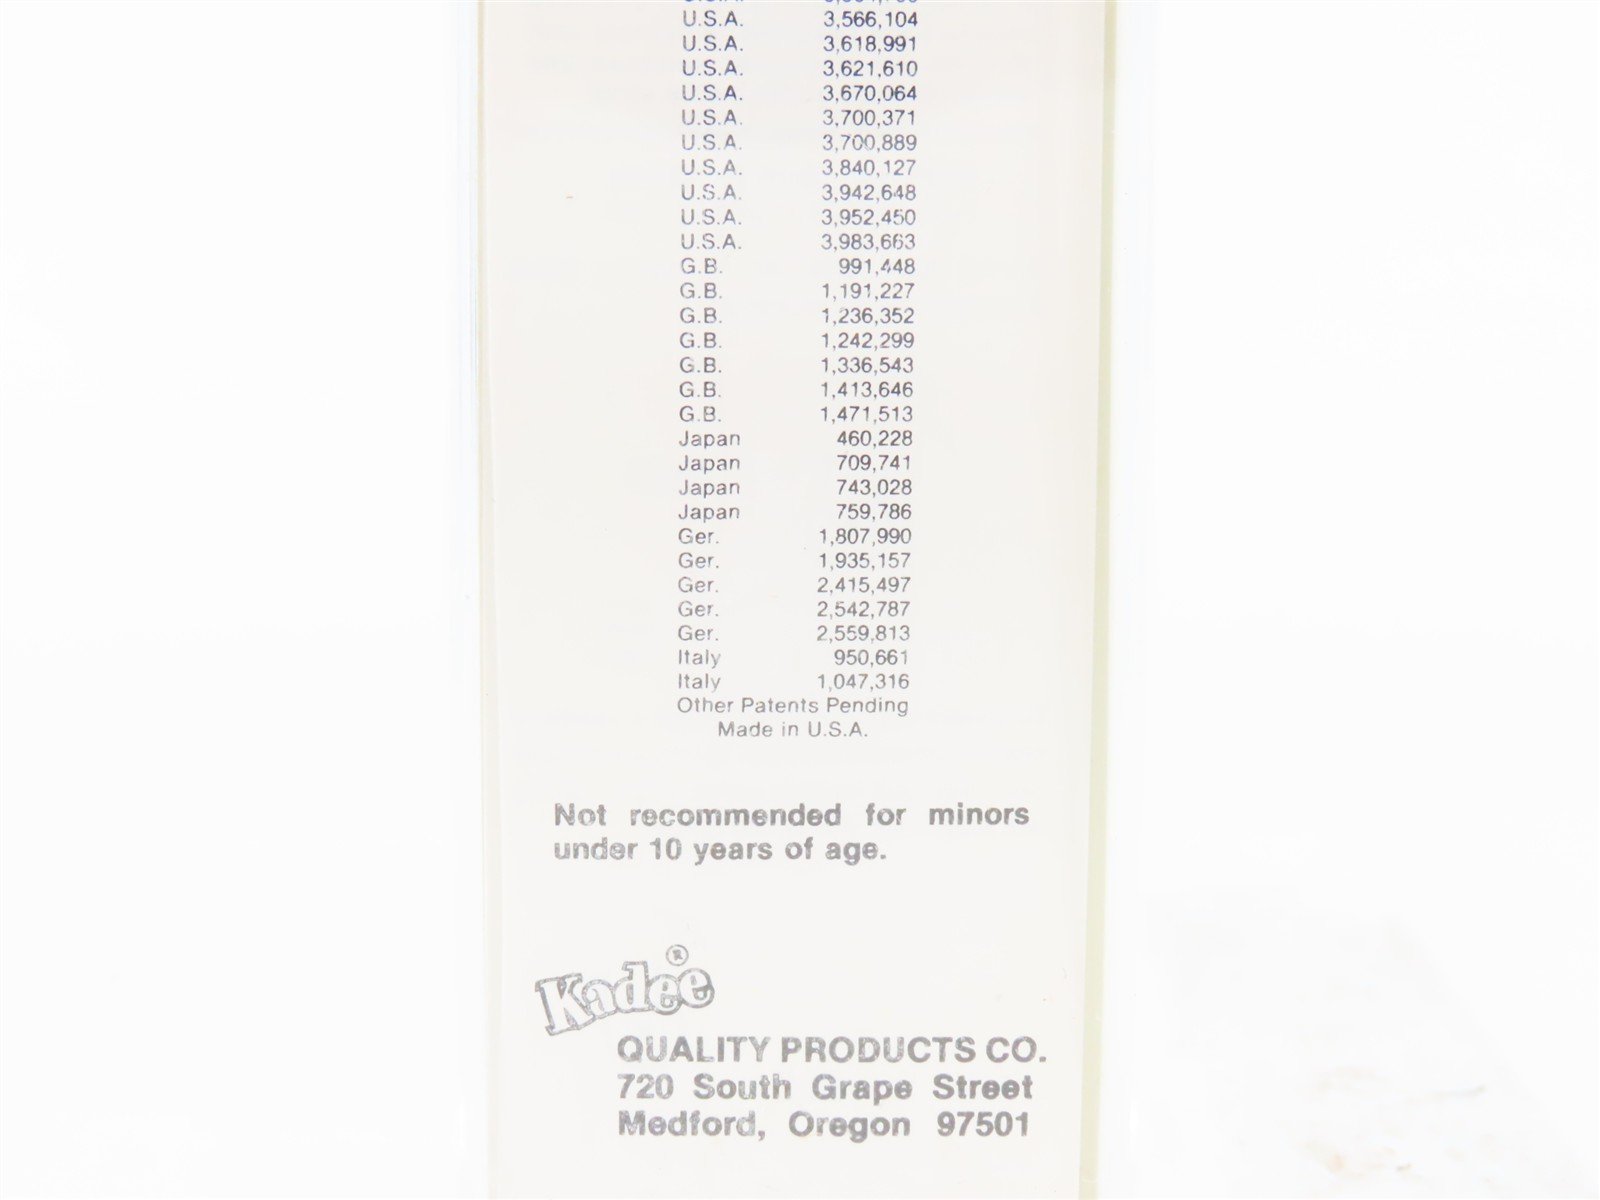 U.S.A. 3,566,104
U.S.A. 3,618,991
U.S.A. 3,621,610
U.S.A. 3,670,064
U.S.A. 3,700,371
U.S.A. 3,700,889
U.S.A. 3,840,127
U.S.A. 3,942,648
U.S.A. 3,952,450
U.S.A. 3,983,663
G.B. 991,448
G.B. 1,191,227
G.B. 1,236,352
G.B. 1,242,299
G.B. 1,336,543
G.B. 1,413,646
G.B. 1,471,513
Japan 460,228
Japan 709,741
Japan 743,028
Japan 759,786
Ger. 1,807,990
Ger. 1,935,157
Ger. 2,415,497
Ger. 2,542,787
Ger. 2,559,813
Italy 950,661
Italy 1,047,316
Other Patents Pending
Made in U.S.A.
Not recommended for minors
under 10 years of age.
Kadee®
QUALITY PRODUCTS CO.
720 South Grape Street
Medford, Oregon 97501